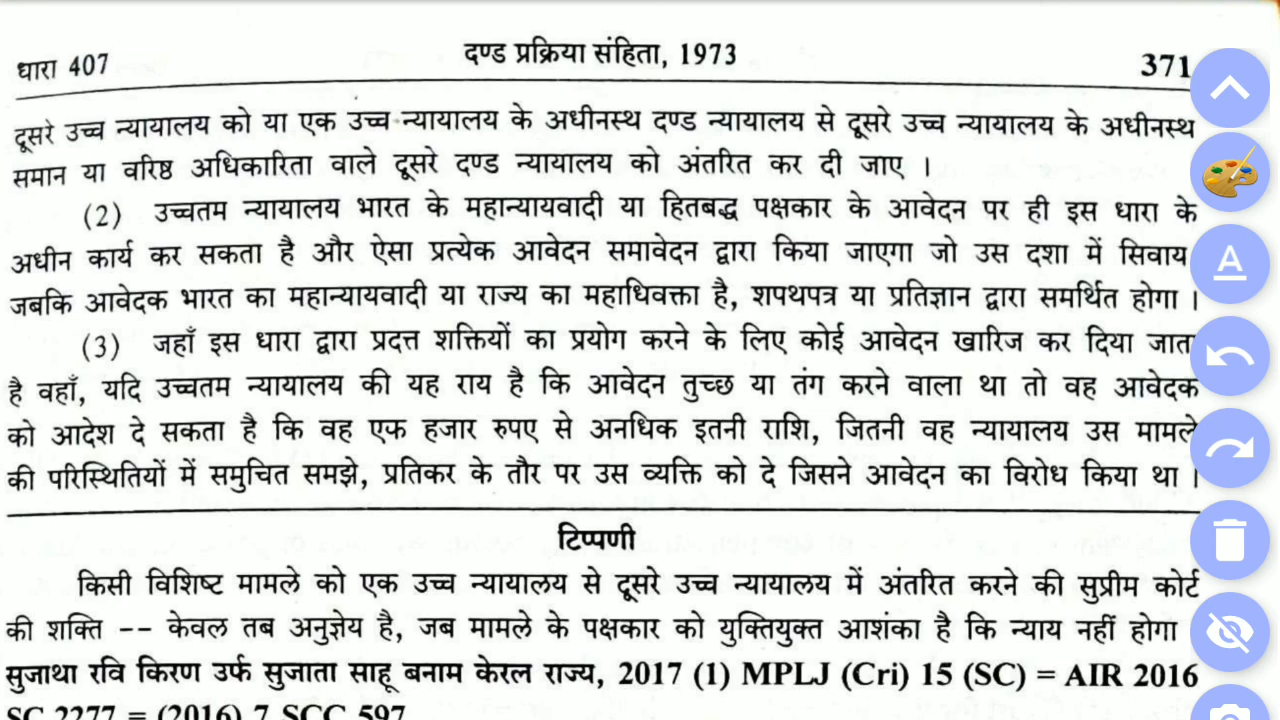 धारा 407
दण्ड प्रक्रिया संहिता, 1973
371
दूसरे उच्च न्यायालय को या एक उच्च न्यायालय के अधीनस्थ दण्ड न्यायालय से दूसरे उच्च न्यायालय के अधीनस्थ
समान या वरिष्ठ अधिकारिता वाले दूसरे दण्ड न्यायालय को अंतरित कर दी जाए ।
(2) उच्चतम न्यायालय भारत के महान्यायवादी या हितबद्ध पक्षकार के आवेदन पर ही इस धारा के
अधीन कार्य कर सकता है और ऐसा प्रत्येक आवेदन समावेदन द्वारा किया जाएगा जो उस दशा में सिवाय
जबकि आवेदक भारत का महान्यायवादी या राज्य का महाधिवक्ता है, शपथपत्र या प्रतिज्ञान द्वारा समर्थित होगा ।
(3) जहाँ इस धारा द्वारा प्रदत्त शक्तियों का प्रयोग करने के लिए कोई आवेदन खारिज कर दिया जाता
है वहाँ, यदि उच्चतम न्यायालय की यह राय है कि आवेदन तुच्छ या तंग करने वाला था तो वह आवेदक
को आदेश दे सकता है कि वह एक हजार रुपए से अनधिक इतनी राशि, जितनी वह न्यायालय उस मामले
की परिस्थितियों में समुचित समझे, प्रतिकर के तौर पर उस व्यक्ति को दे जिसने आवेदन का विरोध किया था ।
टिप्पणी
किसी विशिष्ट मामले को एक उच्च न्यायालय से दूसरे उच्च न्यायालय में अंतरित करने की सुप्रीम कोर्ट
की शक्ति -- केवल तब अनुज्ञेय है, जब मामले के पक्षकार को युक्तियुक्त आशंका है कि न्याय नहीं होगा
सुजाथा रवि किरण उर्फ सुजाता साहू बनाम केरल राज्य, 2017 (1) MPLJ (Cri) 15 (SC) = AIR 2016
SC 2277 = (2016) 7 SCC 597
A